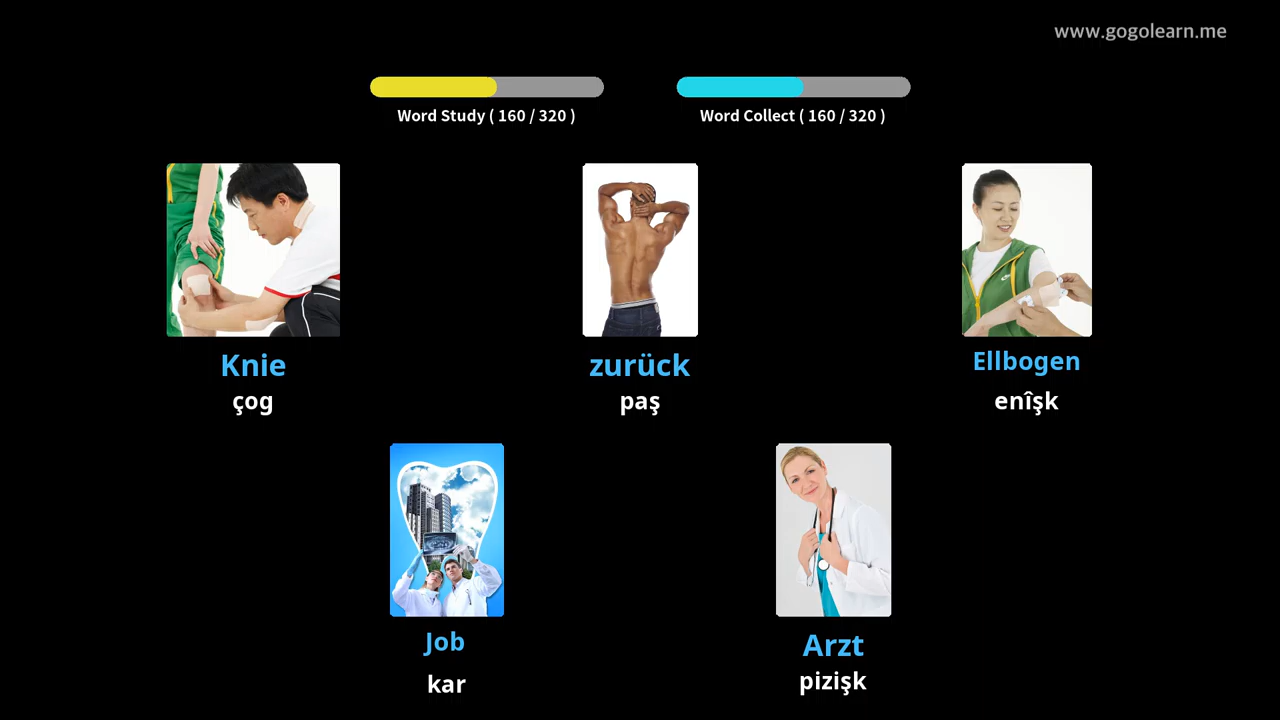 www.gogolearn.me
Word Study ( 160 / 320 )
Word Collect ( 160 / 320 )
Knie
çog
zurück
paş
Ellbogen
enîşk
Job
kar
Arzt
pizişk